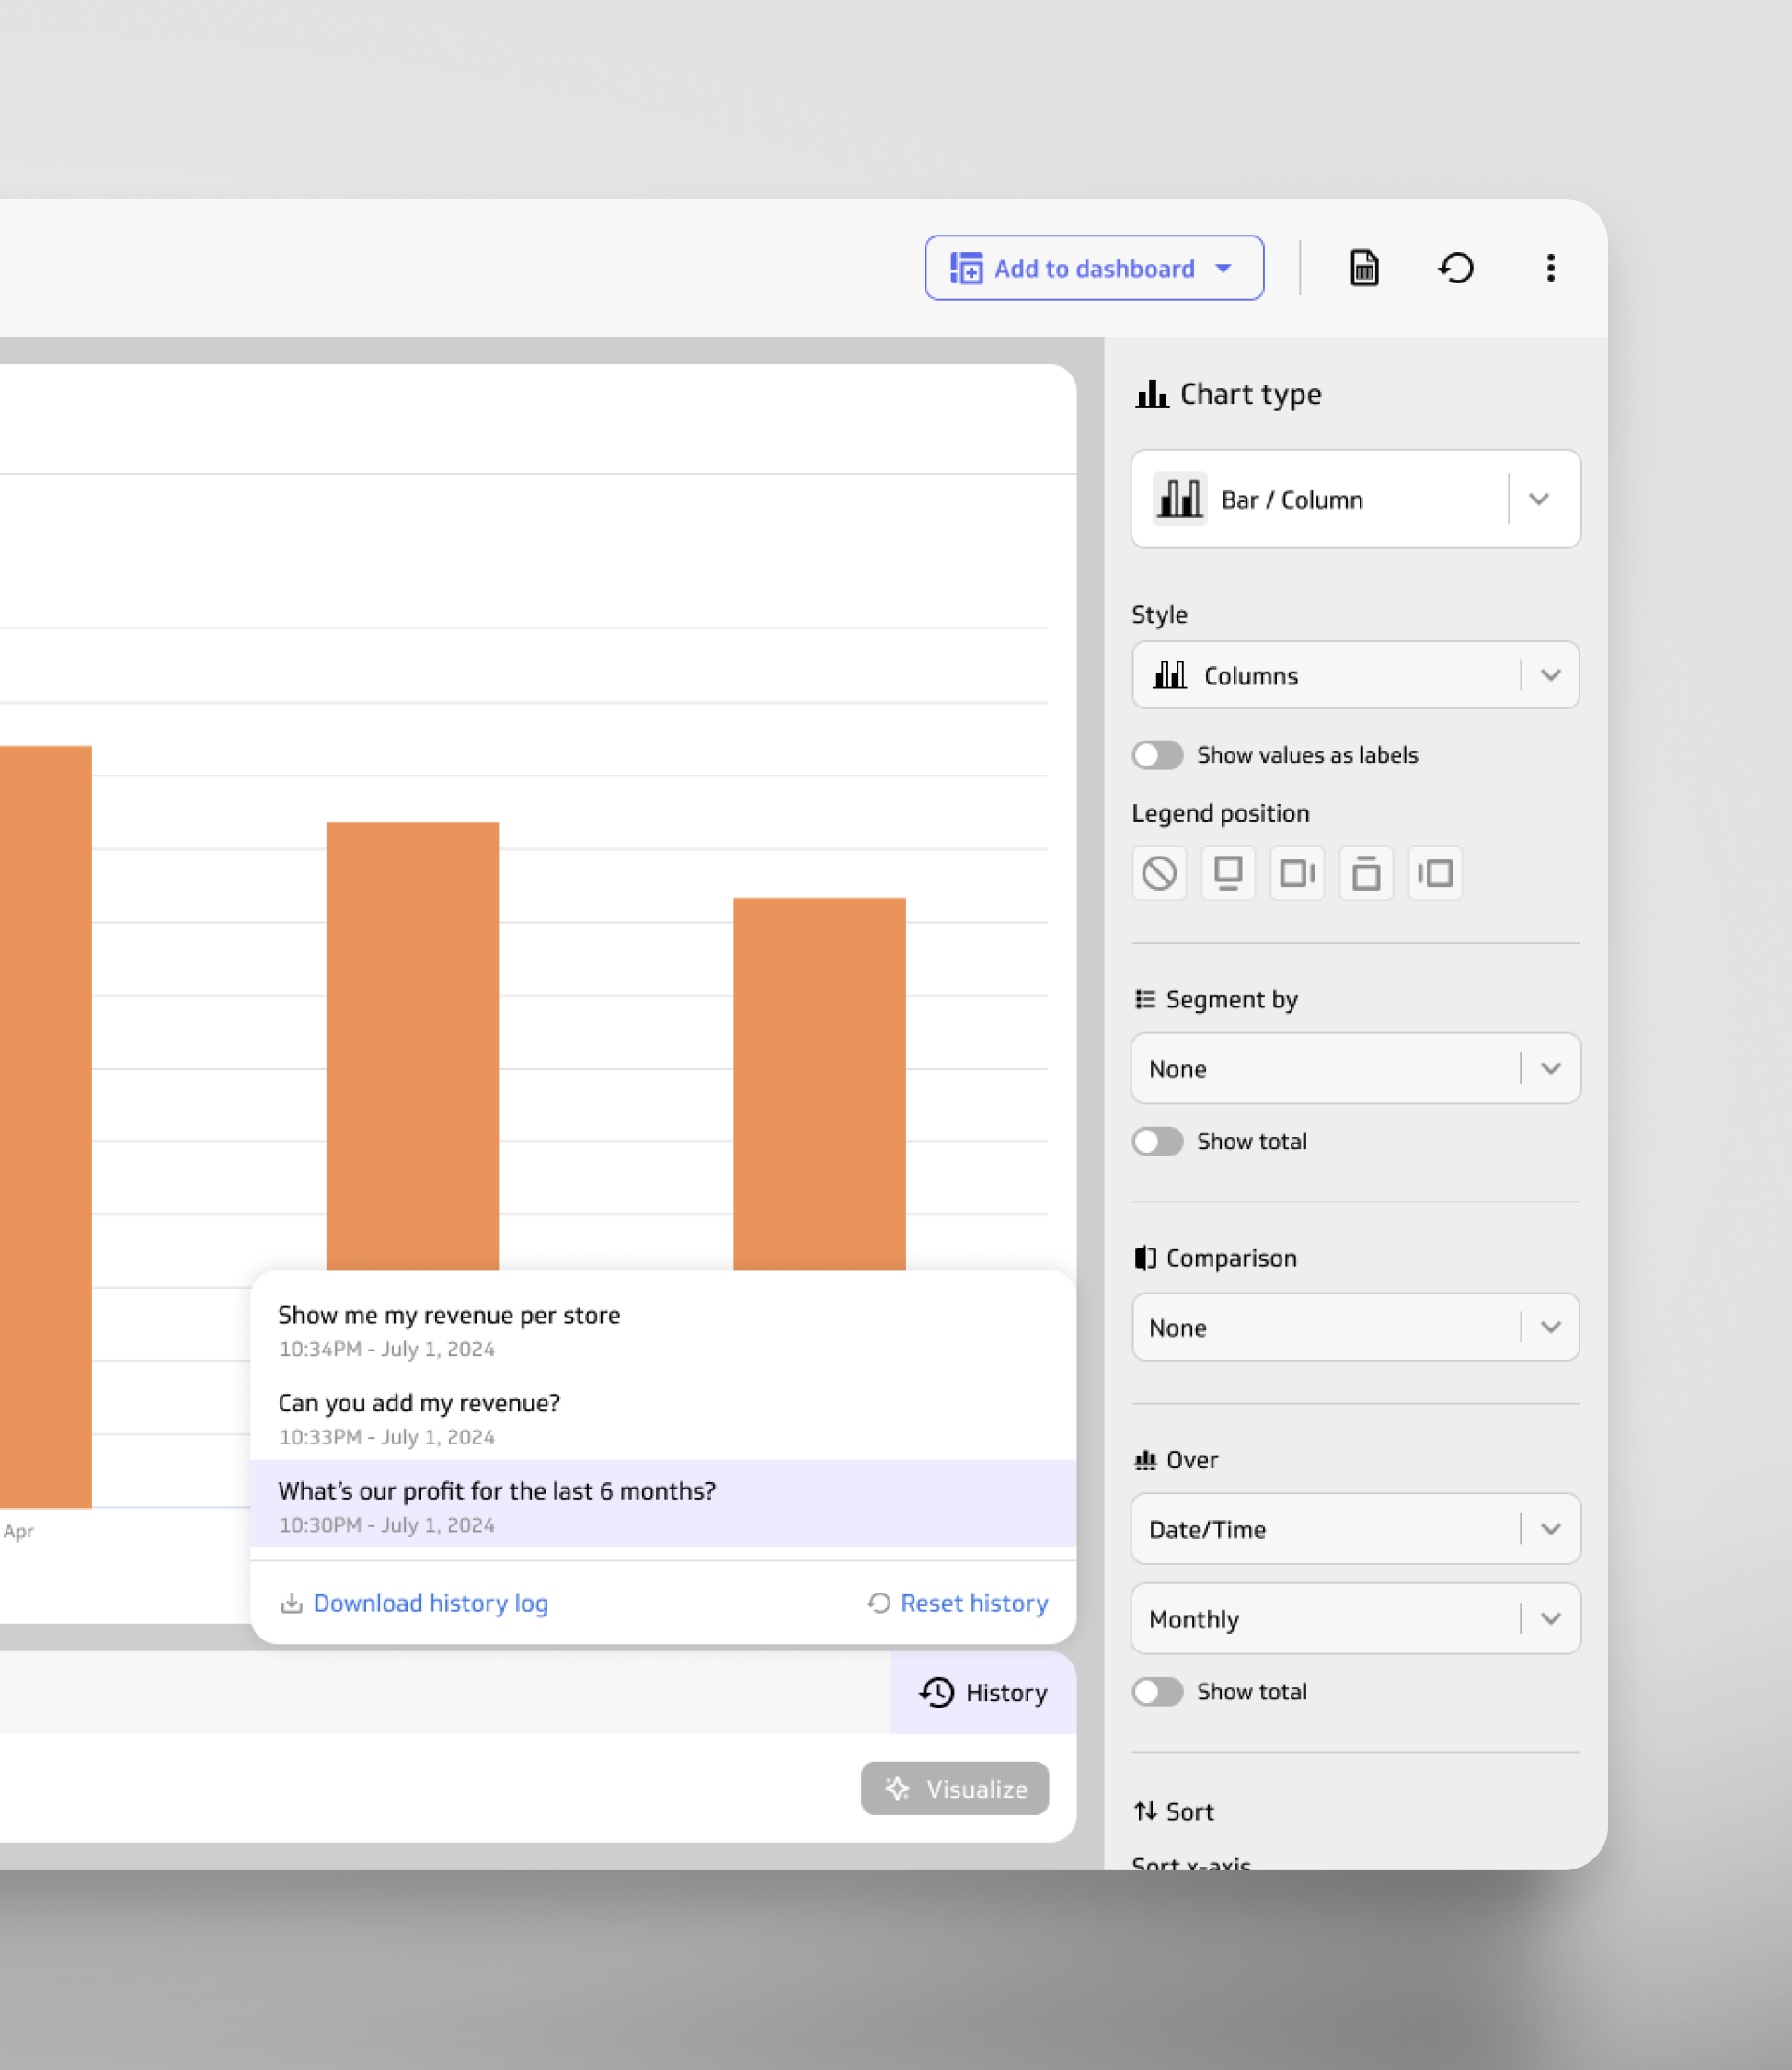 Add to dashboard
Chart type
Bar / Column
Style
Columns
Show values as labels
Legend position
Segment by
None
Show total
Comparison
None
Over
Date/Time
Monthly
Show total
Sort
Sort x-axis
Apr
Show me my revenue per store
10:34PM - July 1, 2024
Can you add my revenue?
10:33PM - July 1, 2024
What’s our profit for the last 6 months?
10:30PM - July 1, 2024
Download history log
Reset history
History
Visualize